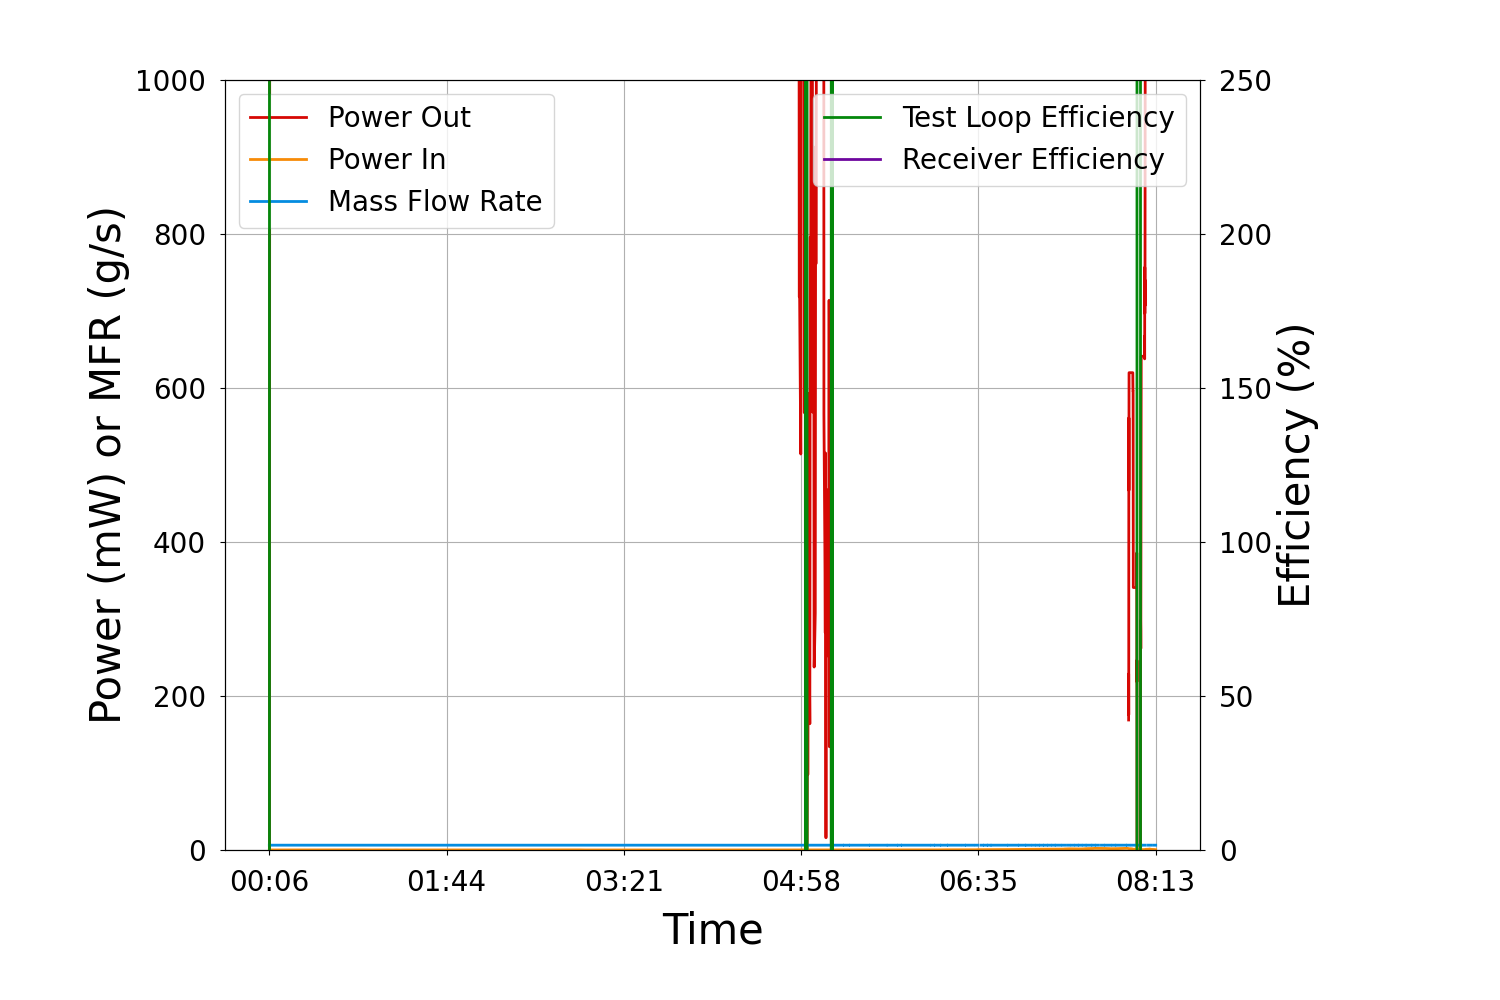 1000
800
600
400
200
0
Power (mW) or MFR (g/s)
Power Out
Power In
Mass Flow Rate
Test Loop Efficiency
Receiver Efficiency
250
200
150
100
50
0
Efficiency (%)
00:06 01:44 03:21 04:58 06:35 08:13
Time